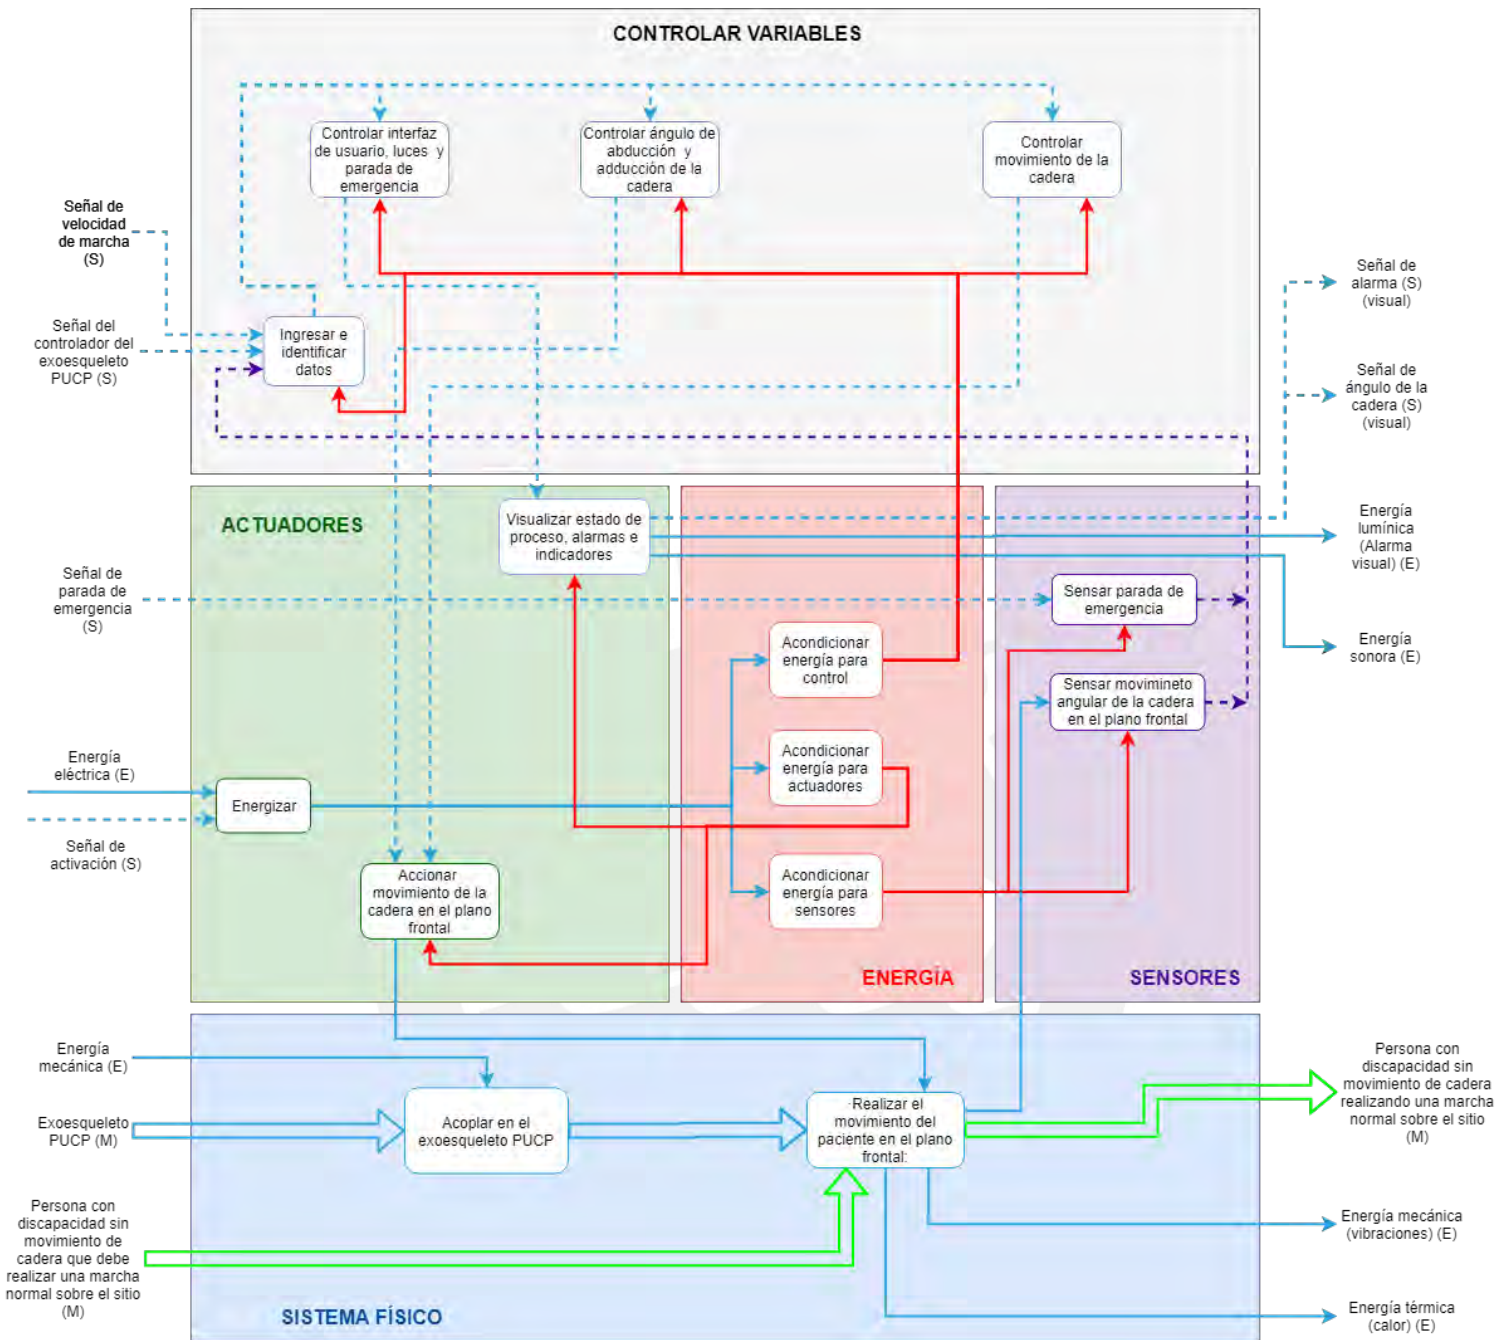 CONTROLAR VARIABLES
Controlar interfaz
de usuario, luces y
parada de
emergencia
Controlar ángulo de
abducción y
adducción de la
cadera
Controlar
movimiento de la
cadera
Señal de
velocidad
de marcha
(S)
Señal del
controlador del
exoesqueleto
PUCP (S)
Ingresar e
identificar
datos
Señal de
alarma (S)
(visual)
Señal de
ángulo de la
cadera (S)
(visual)
ACTUADORES
Visualizar estado de
proceso, alarmas e
indicadores
Energía
lumínica
(Alarma
visual) (E)
Señal de
parada de
emergencia
(S)
Sensar parada de
emergencia
Energía
sonora (E)
Acondicionar
energía para
control
Sensar movimineto
angular de la cadera
en el plano frontal
Energía
eléctrica (E)
Acondicionar
energía para
actuadores
Energizar
Señal de
activación (S)
Accionar
movimiento de la
cadera en el plano
frontal
Acondicionar
energía para
sensores
ENERGÍA
SENSORES
Energía
mecánica (E)
Exoesqueleto
PUCP (M)
Acoplar en el
exoesqueleto PUCP
Realizar el
movimiento del
paciente en el plano
frontal:
Persona con
discapacidad sin
movimiento de cadera
realizando una marcha
normal sobre el sitio
(M)
Persona con
discapacidad sin
movimiento de
cadera que debe
realizar una marcha
normal sobre el sitio
(M)
Energía mecánica
(vibraciones) (E)
SISTEMA FÍSICO
Energía térmica
(calor) (E)